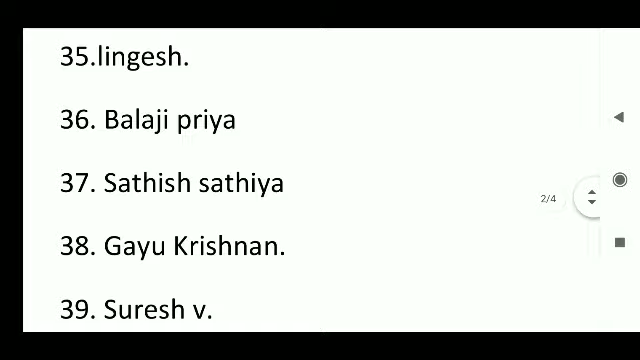 35.lingesh.
36. Balaji priya
37. Sathish sathiya
2/4
38. Gayu Krishnan.
39. Suresh v.